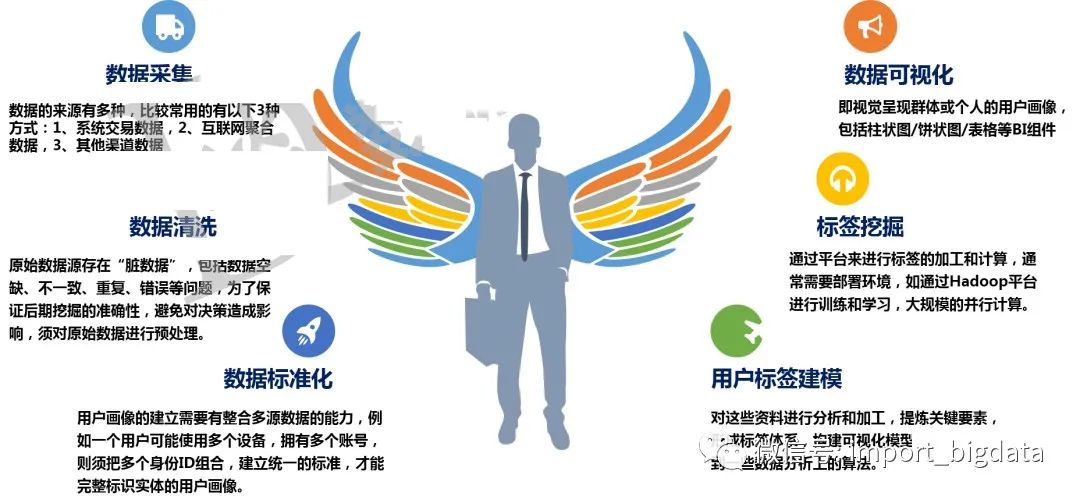 数据采集
数据的来源有多种，比较常用的有以下3种
方式：1、系统交易数据，2、互联网聚合
数据，3、其他渠道数据
数据清洗
原始数据源存在“脏数据”，包括数据空
缺、不一致、重复、错误等问题，为了保
证后期挖掘的准确性，避免对决策造成影
响，须对原始数据进行预处理。
数据标准化
用户画像的建立需要有整合多源数据的能力，例
如一个用户可能使用多个设备，拥有多个账号，
则须把多个身份ID组合，建立统一的标准，才能
完整标识实体的用户画像。
数据可视化
即视觉呈现群体或个人的用户画像，
包括柱状图/饼状图/表格等BI组件
标签挖掘
通过平台来进行标签的加工和计算，通
常需要部署环境，如通过Hadoop平台
进行训练和学习，大规模的并行计算。
用户标签建模
对这些资料进行分析和加工，提炼关键要素，
成标签体系，构建可视化模型
到些数据分析上的算法。
微信号: import_bigdata